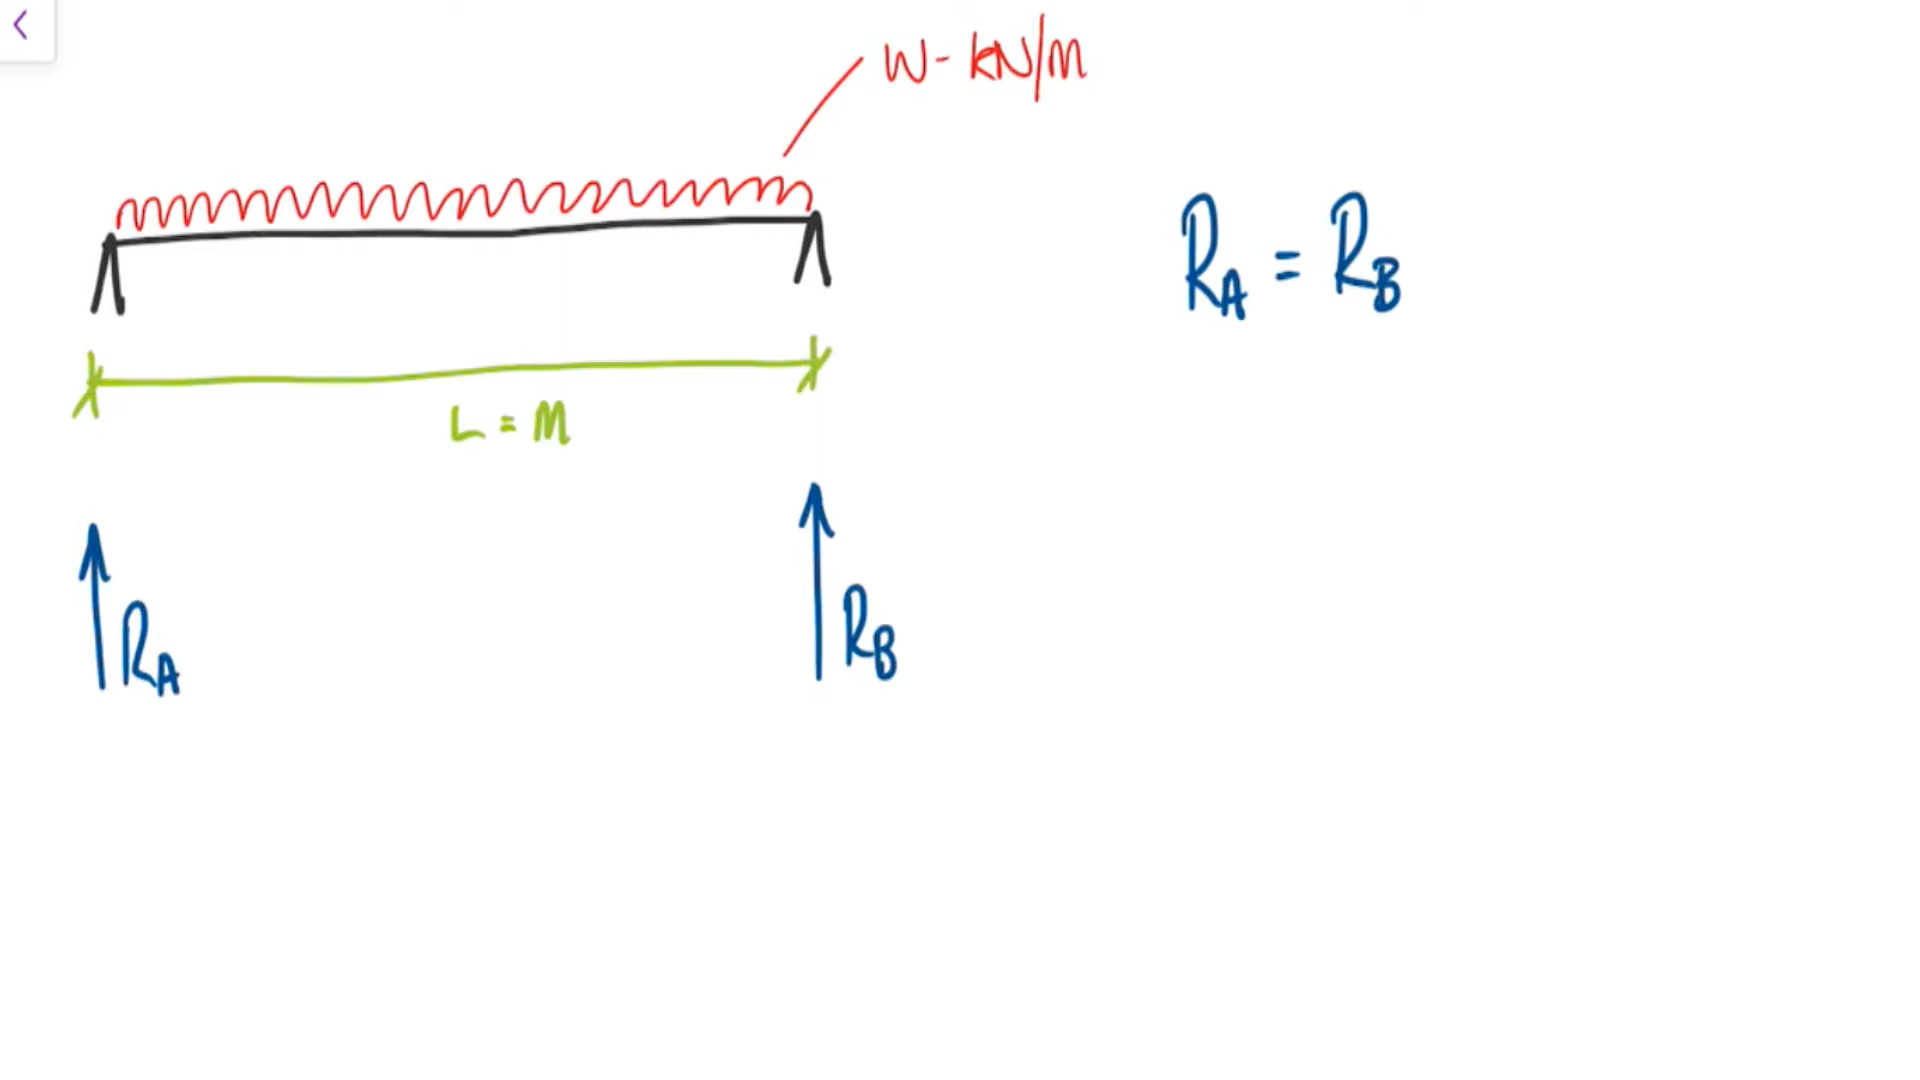 W- kN/m
RA = RB
L = M
RA
RB